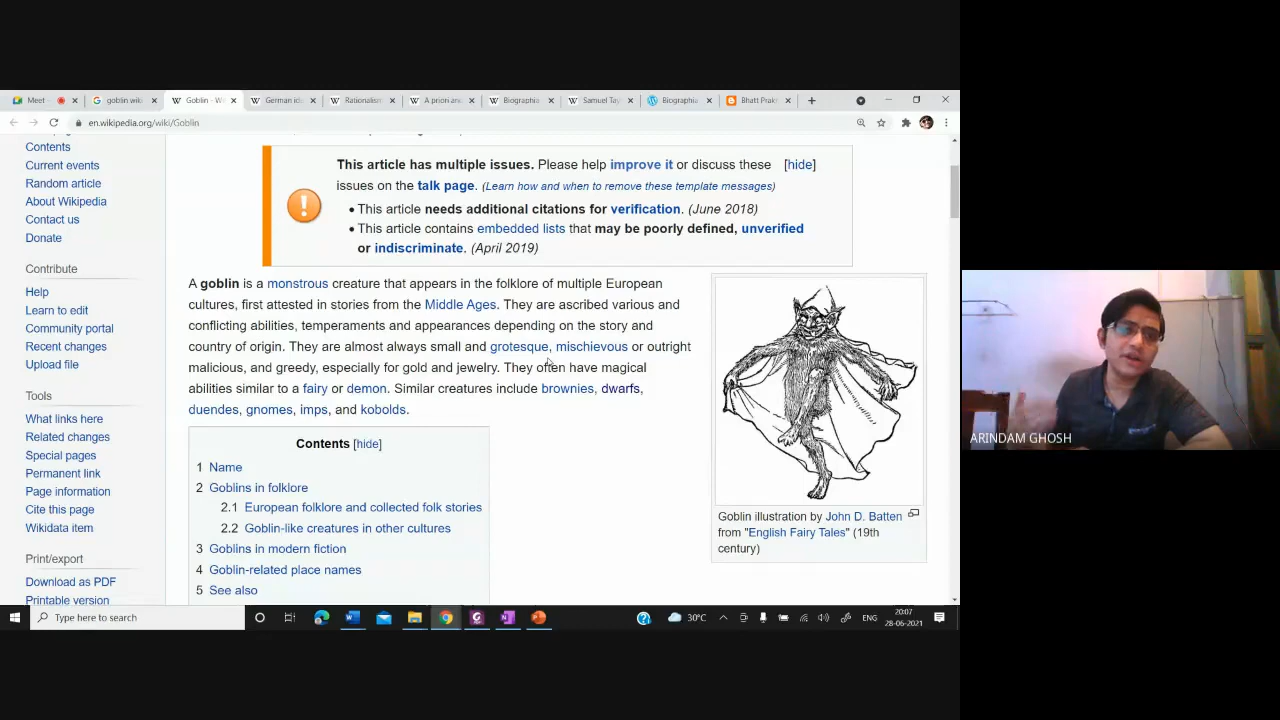 Meet
goblin wiki
Goblin - Wi
German ide
Rationalism
A priori and
Biographia
Samuel Tay
Biographia
Bhatt Prakr
en.wikipedia.org/wiki/Goblin
Contents
Current events
Random article
About Wikipedia
Contact us
Donate
Contribute
Help
Learn to edit
Community portal
Recent changes
Upload file
Tools
What links here
Related changes
Special pages
Permanent link
Page information
Cite this page
Wikidata item
Print/export
Download as PDF
Printable version
This article has multiple issues. Please help improve it or discuss these [hide]
issues on the talk page. (Learn how and when to remove these template messages)
• This article needs additional citations for verification. (June 2018)
• This article contains embedded lists that may be poorly defined, unverified
or indiscriminate. (April 2019)
A goblin is a monstrous creature that appears in the folklore of multiple European
cultures, first attested in stories from the Middle Ages. They are ascribed various and
conflicting abilities, temperaments and appearances depending on the story and
country of origin. They are almost always small and grotesque, mischievous or outright
malicious, and greedy, especially for gold and jewelry. They often have magical
abilities similar to a fairy or demon. Similar creatures include brownies, dwarfs,
duendes, gnomes, imps, and kobolds.
Contents [hide]
1 Name
2 Goblins in folklore
2.1 European folklore and collected folk stories
2.2 Goblin-like creatures in other cultures
3 Goblins in modern fiction
4 Goblin-related place names
5 See also
Goblin illustration by John D. Batten
from "English Fairy Tales" (19th
century)
ARINDAM GHOSH
Type here to search
30°C
ENG
20:07
28-06-2021